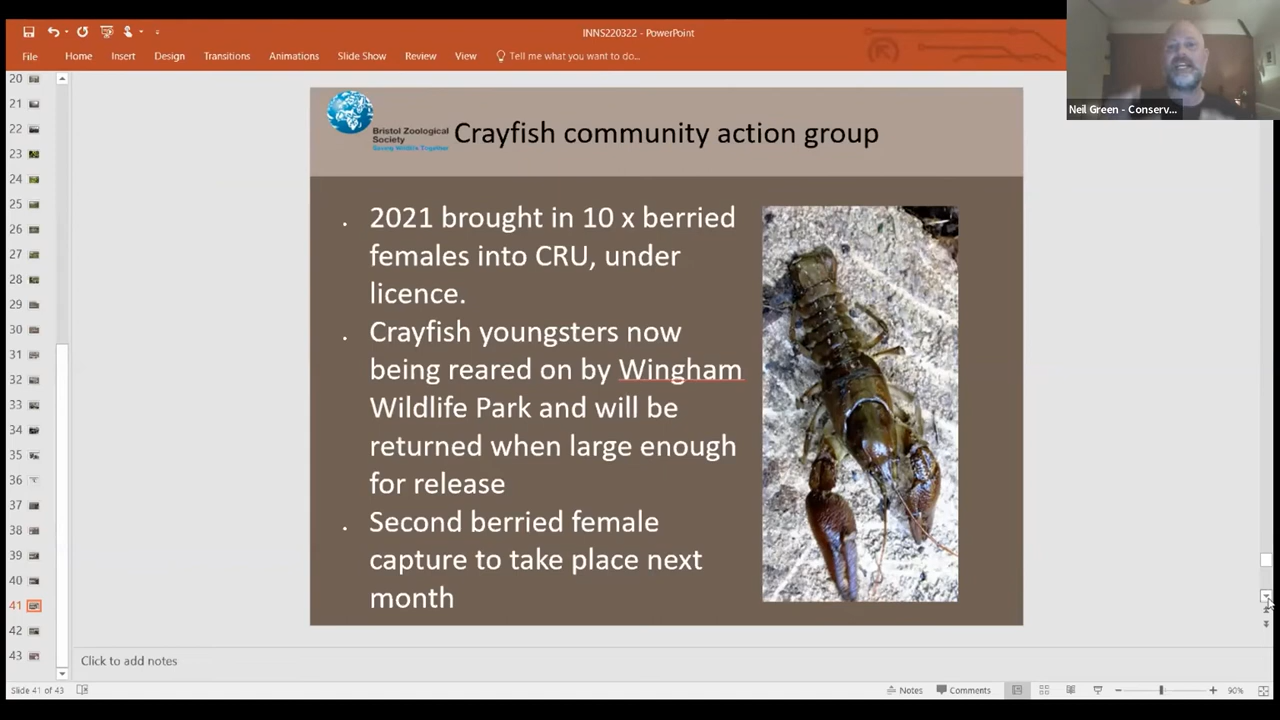 INNS220322 - PowerPoint
File Home Insert Design Transitions Animations Slide Show Review View Tell me what you want to do...
Neil Green - Conserv...
20
21
22
23
24
25
26
27
28
29
30
31
32
33
34
35
36
37
38
39
40
41
42
43
Bristol Zoological
Society
Saving Wildlife Together
Crayfish community action group
. 2021 brought in 10 x berried
females into CRU, under
licence.
. Crayfish youngsters now
being reared on by Wingham
Wildlife Park and will be
returned when large enough
for release
. Second berried female
capture to take place next
month
Click to add notes
Slide 41 of 43 Notes Comments 90%